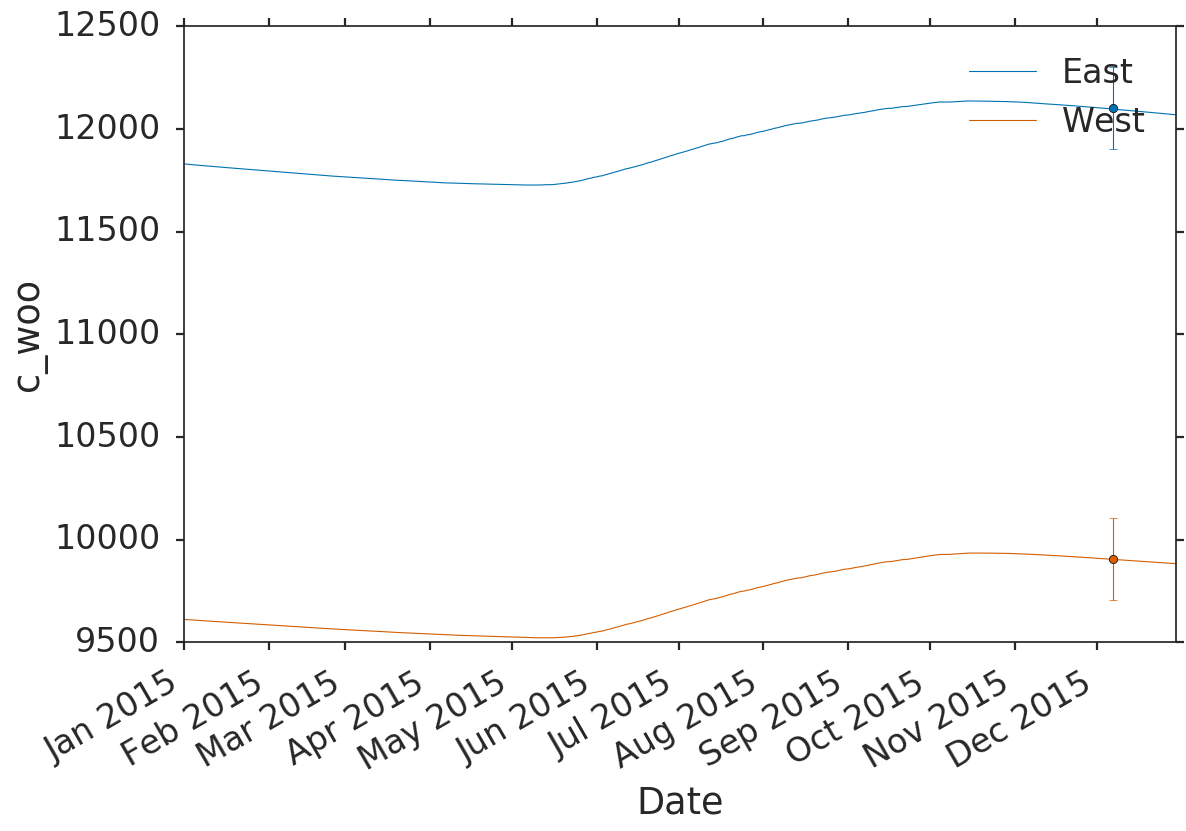 12500
12000
11500
11000
10500
10000
9500
c_woo
East
West
Jan 2015
Feb 2015
Mar 2015
Apr 2015
May 2015
Jun 2015
Jul 2015
Aug 2015
Sep 2015
Oct 2015
Nov 2015
Dec 2015
Date